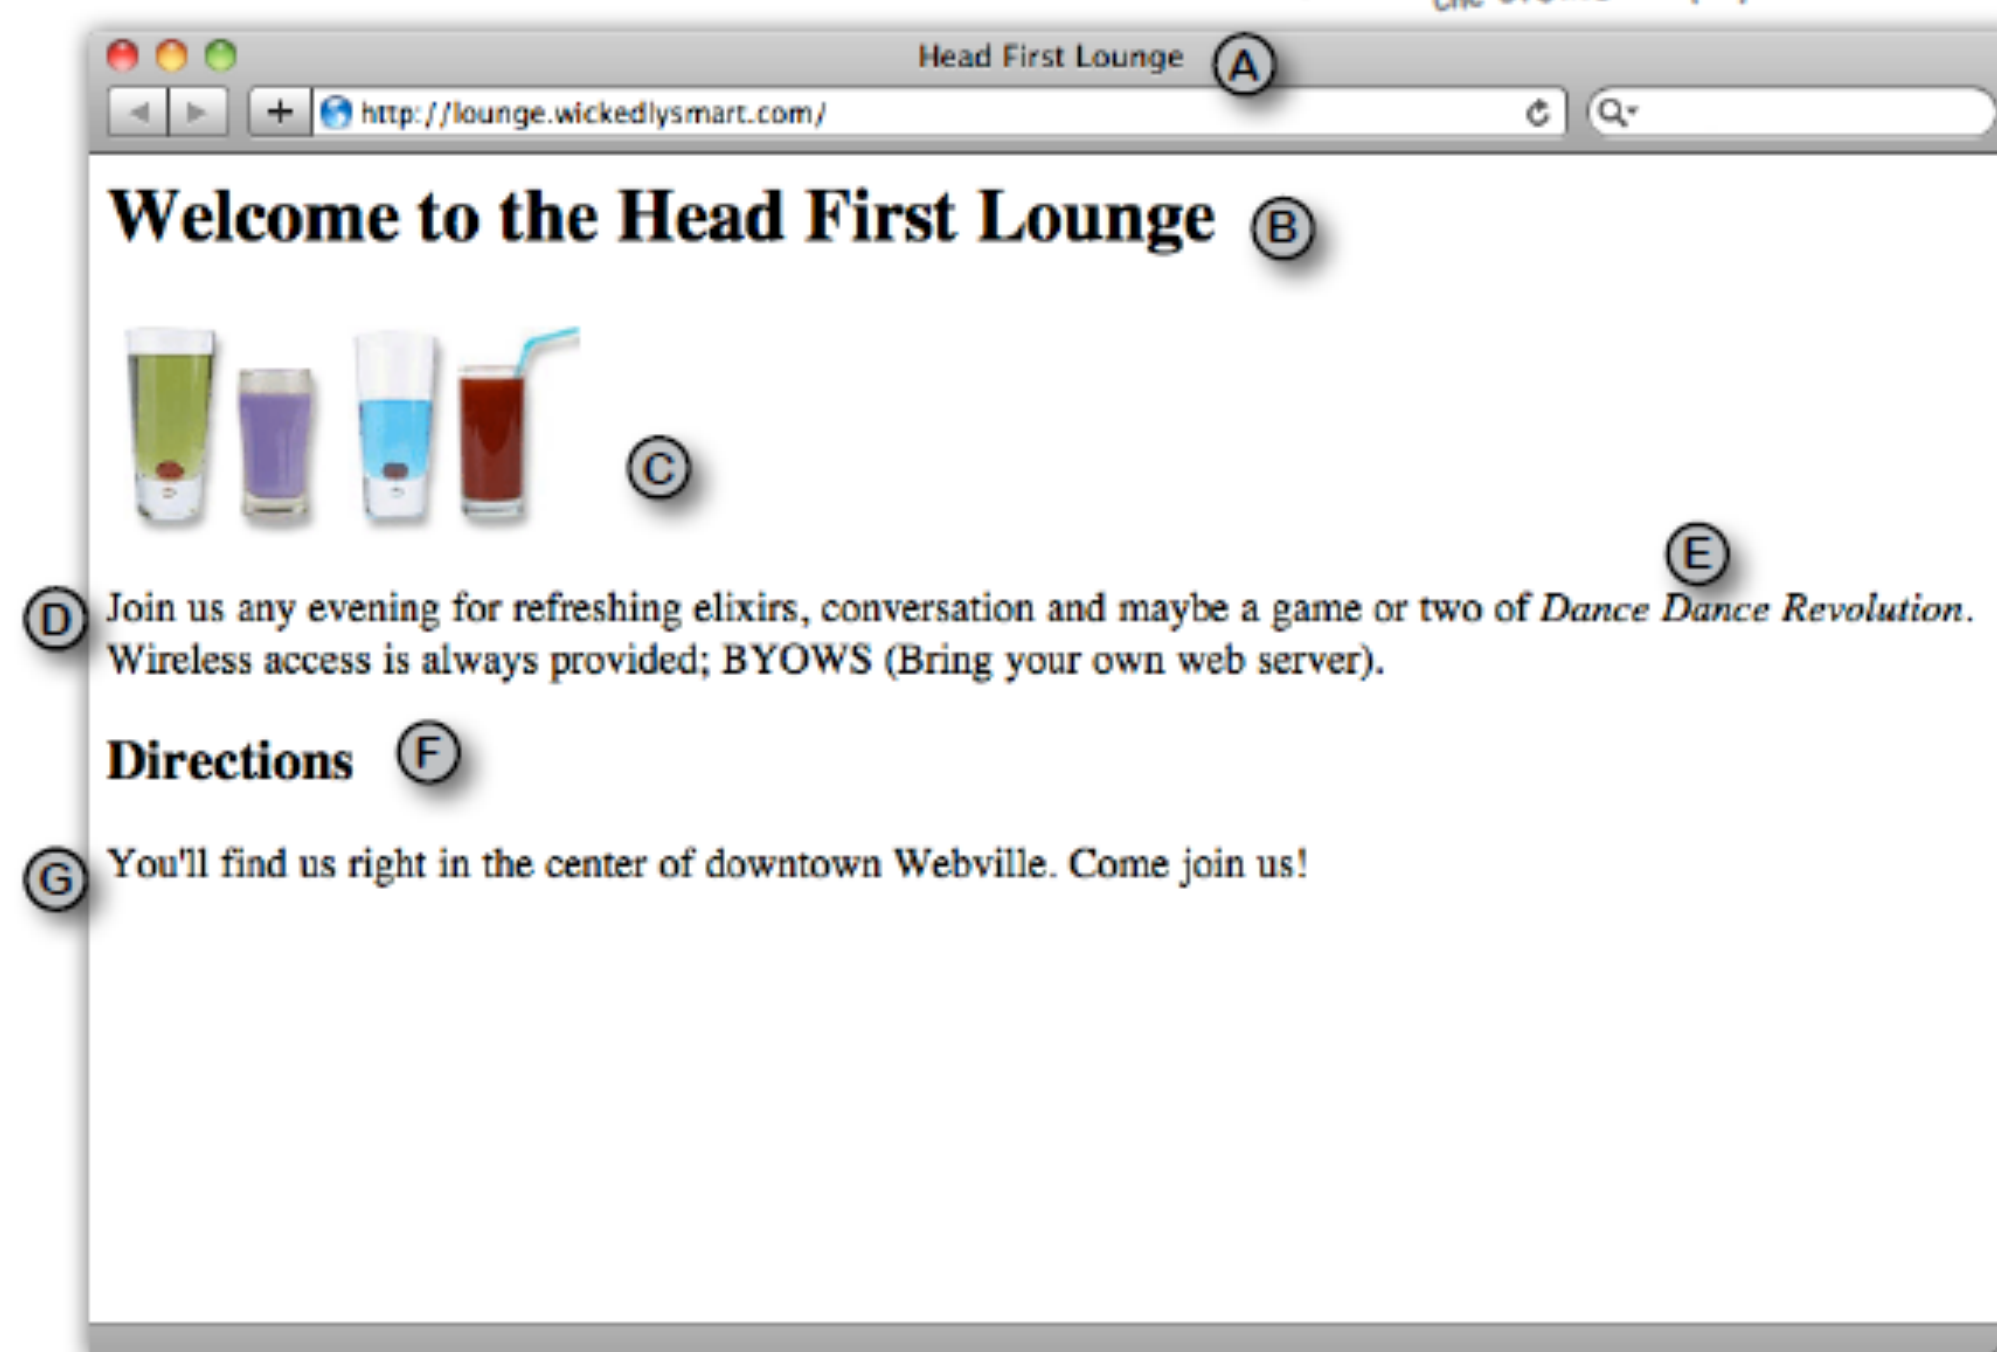 Head First Lounge A
http://lounge.wickedlysmart.com/
Welcome to the Head First Lounge B
C
E
D Join us any evening for refreshing elixirs, conversation and maybe a game or two of Dance Dance Revolution.
Wireless access is always provided; BYOWS (Bring your own web server).
Directions F
G You'll find us right in the center of downtown Webville. Come join us!